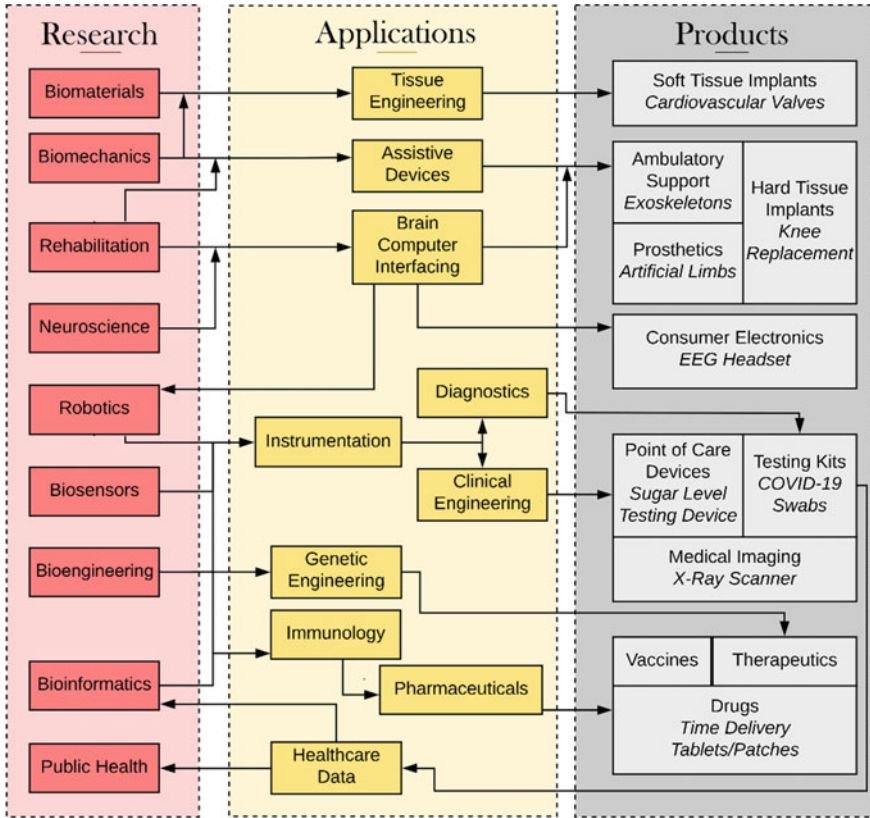 Research
Biomaterials
Biomechanics
Rehabilitation
Neuroscience
Robotics
Biosensors
Bioengineering
Bioinformatics
Public Health
Applications
Tissue
Engineering
Assistive
Devices
Brain
Computer
Interfacing
Diagnostics
Instrumentation
Clinical
Engineering
Genetic
Engineering
Immunology
Pharmaceuticals
Healthcare
Data
Products
Soft Tissue Implants
Cardiovascular Valves
Ambulatory
Support
Exoskeletons
Prosthetics
Artificial Limbs
Hard Tissue
Implants
Knee
Replacement
Consumer Electronics
EEG Headset
Point of Care
Devices
Sugar Level
Testing Device
Testing Kits
COVID-19
Swabs
Medical Imaging
X-Ray Scanner
Vaccines
Therapeutics
Drugs
Time Delivery
Tablets/Patches